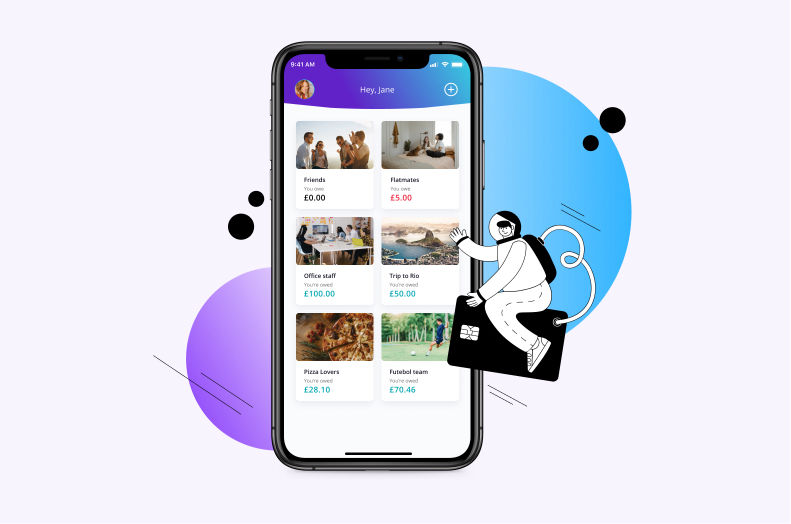 9:41 AM
Hey, Jane
Friends
You owe
£0.00
Flatmates
You owe
£5.00
Office staff
You're owed
£100.00
Trip to Rio
You're owed
£50.00
Pizza Lovers
You're owed
£28.10
Futebol team
You're owed
£70.46